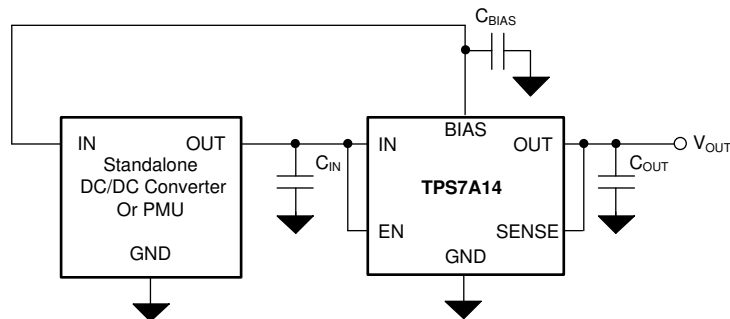 CBIAS
IN
OUT
Standalone
DC/DC Converter
Or PMU
GND
CIN
BIAS
IN
OUT
TPS7A14
EN
SENSE
GND
COUT
VOUT